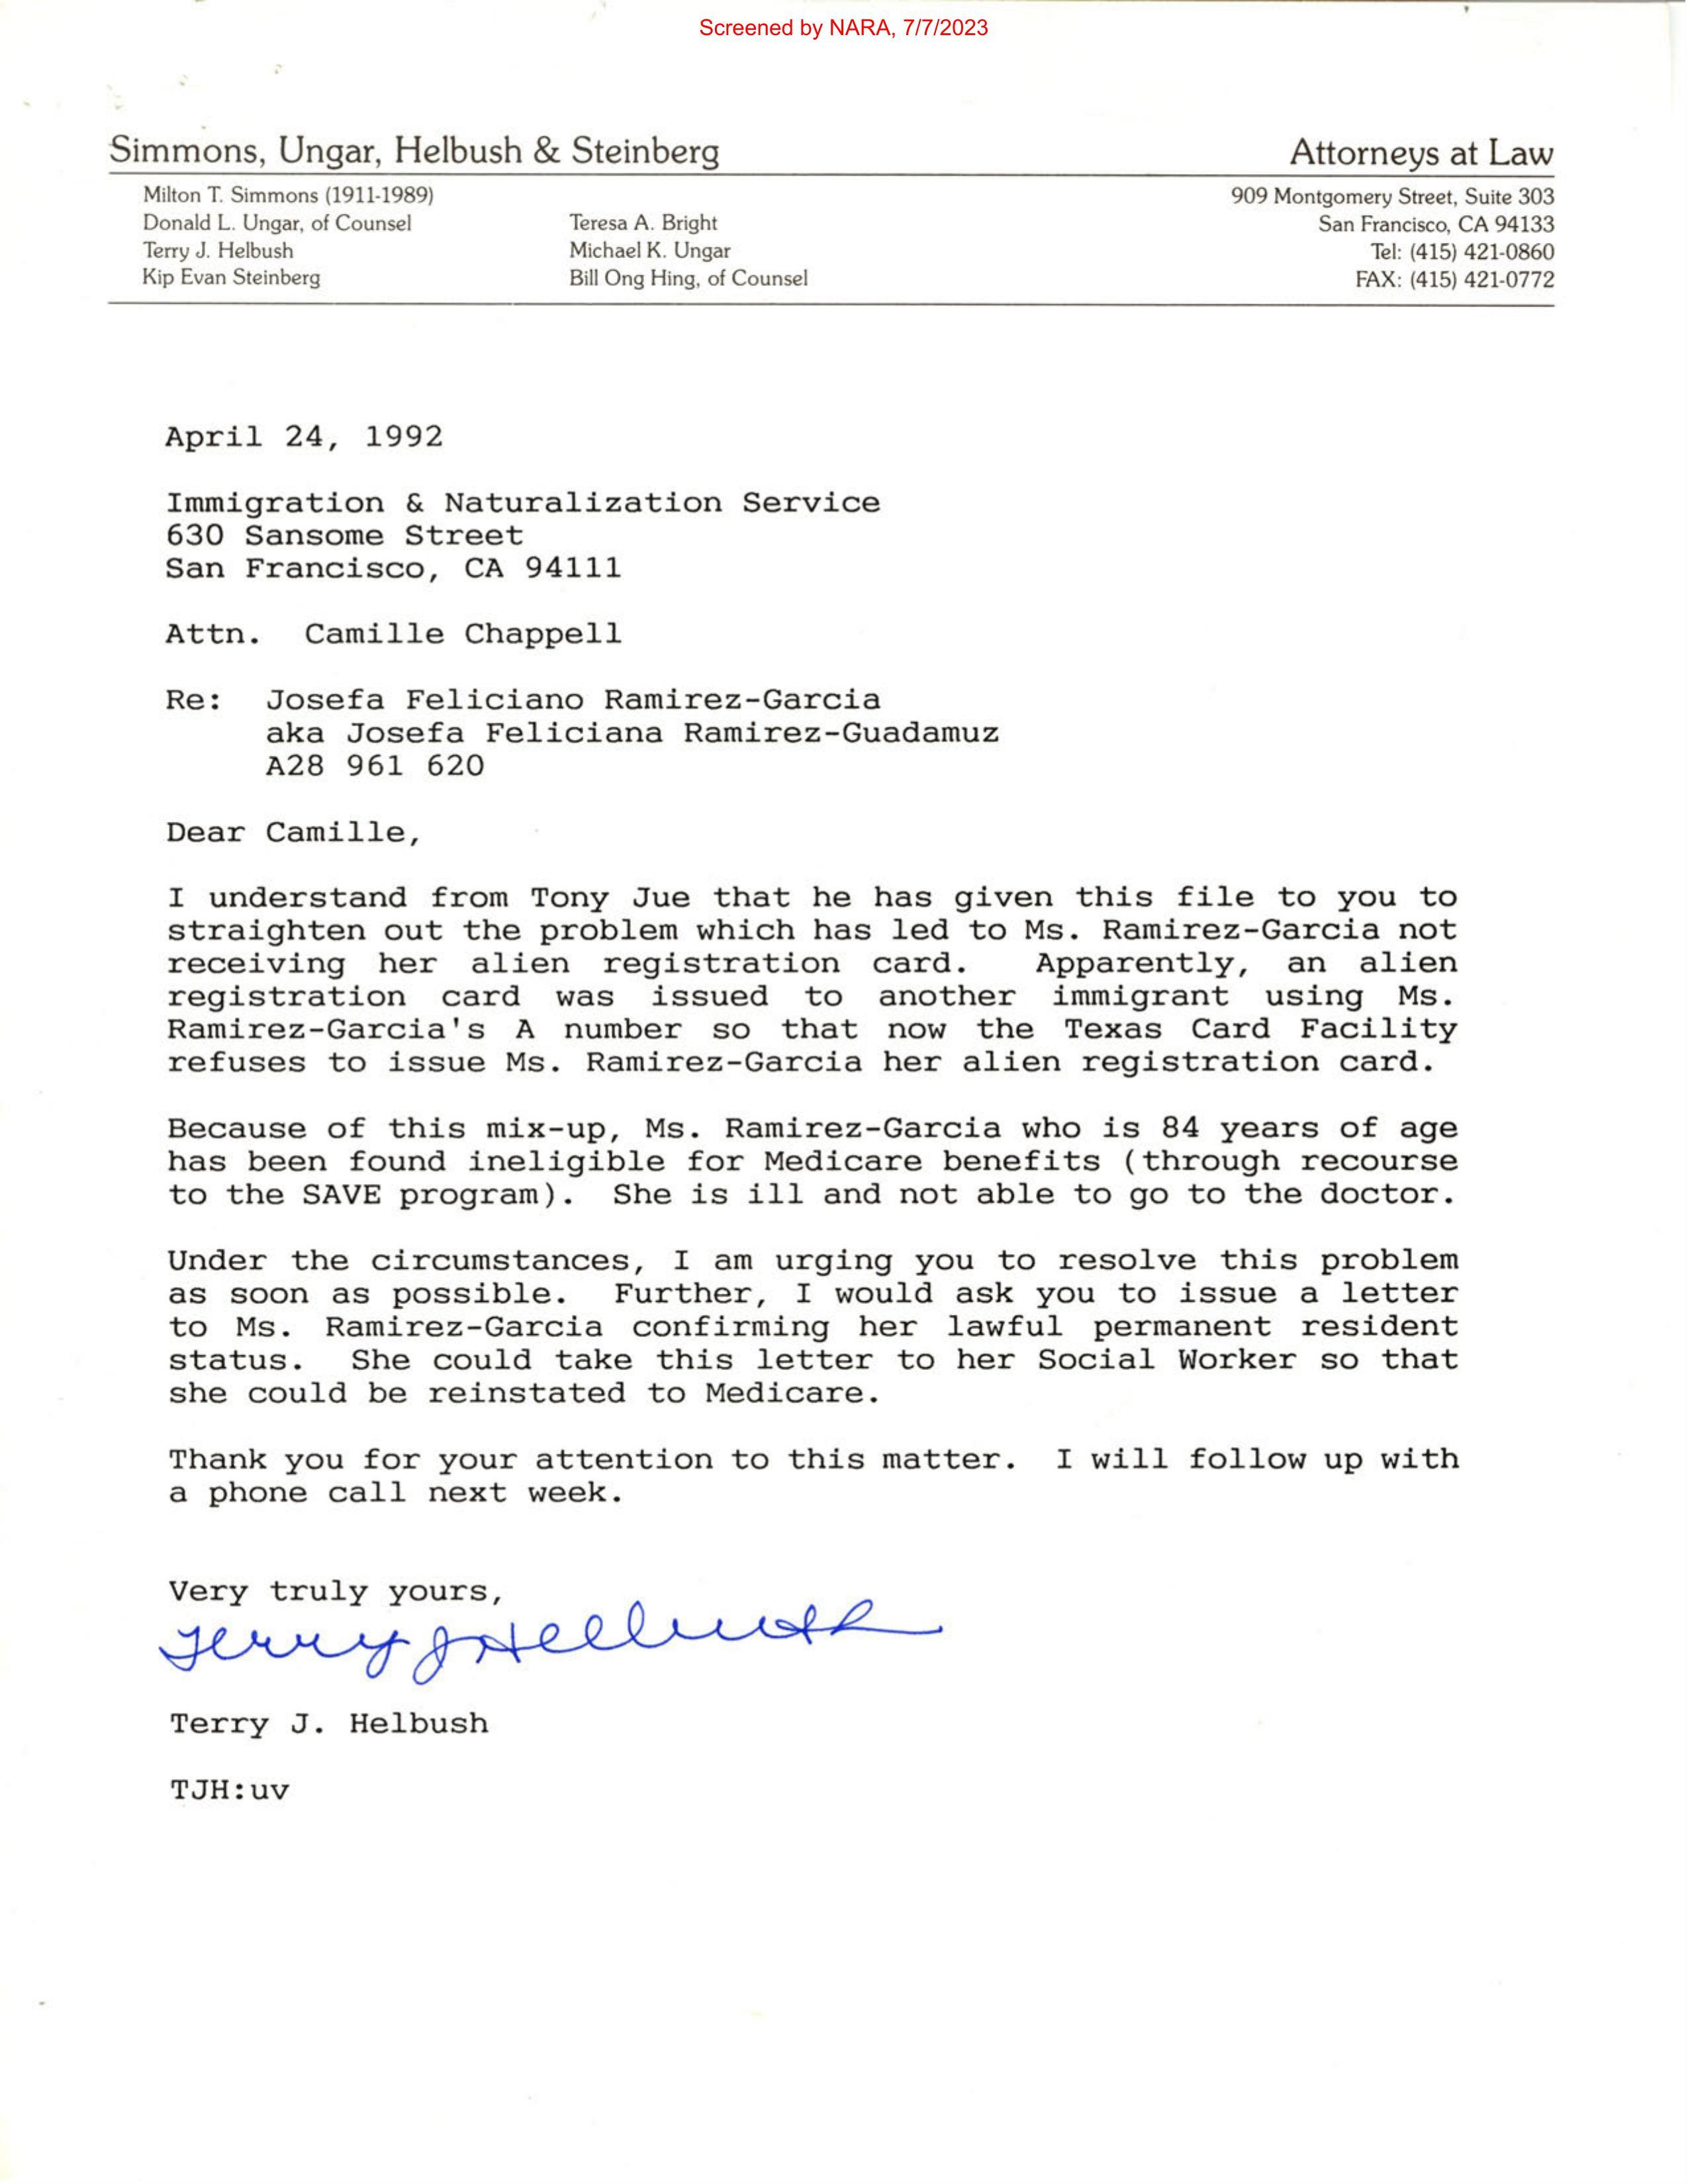 Screened by NARA, 7/7/2023
Simmons, Ungar, Helbush & Steinberg Attorneys at Law
Milton T. Simmons (1911-1989) 909 Montgomery Street, Suite 303
Donald L. Ungar, of Counsel Teresa A. Bright San Francisco, CA 94133
Terry J. Helbush Michael K. Ungar Tel: (415) 421-0860
Kip Evan Steinberg Bill Ong Hing, of Counsel FAX: (415) 421-0772
April 24, 1992
Immigration & Naturalization Service
630 Sansome Street
San Francisco, CA 94111
Attn. Camille Chappell
Re: Josefa Feliciano Ramirez-Garcia
aka Josefa Feliciana Ramirez-Guadamuz
A28 961 620
Dear Camille,
I understand from Tony Jue that he has given this file to you to
straighten out the problem which has led to Ms. Ramirez-Garcia not
receiving her alien registration card. Apparently, an alien
registration card was issued to another immigrant using Ms.
Ramirez-Garcia's A number so that now the Texas Card Facility
refuses to issue Ms. Ramirez-Garcia her alien registration card.
Because of this mix-up, Ms. Ramirez-Garcia who is 84 years of age
has been found ineligible for Medicare benefits (through recourse
to the SAVE program). She is ill and not able to go to the doctor.
Under the circumstances, I am urging you to resolve this problem
as soon as possible. Further, I would ask you to issue a letter
to Ms. Ramirez-Garcia confirming her lawful permanent resident
status. She could take this letter to her Social Worker so that
she could be reinstated to Medicare.
Thank you for your attention to this matter. I will follow up with
a phone call next week.
Very truly yours,
Terry J Helbush
Terry J. Helbush
TJH:uv